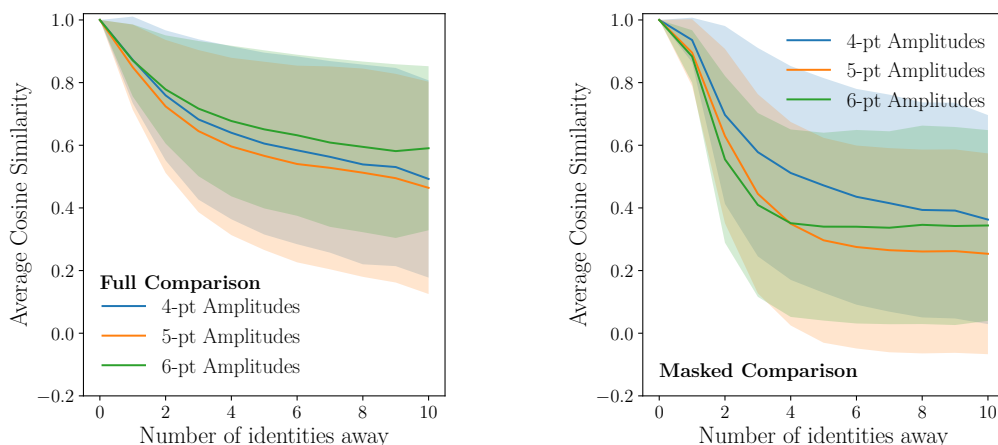 1.0
0.8
0.6
0.4
0.2
0.0
−0.2
Average Cosine Similarity
Full Comparison
4-pt Amplitudes
5-pt Amplitudes
6-pt Amplitudes
0 2 4 6 8 10
Number of identities away
1.0
0.8
0.6
0.4
0.2
0.0
−0.2
Average Cosine Similarity
4-pt Amplitudes
5-pt Amplitudes
6-pt Amplitudes
Masked Comparison
0 2 4 6 8 10
Number of identities away